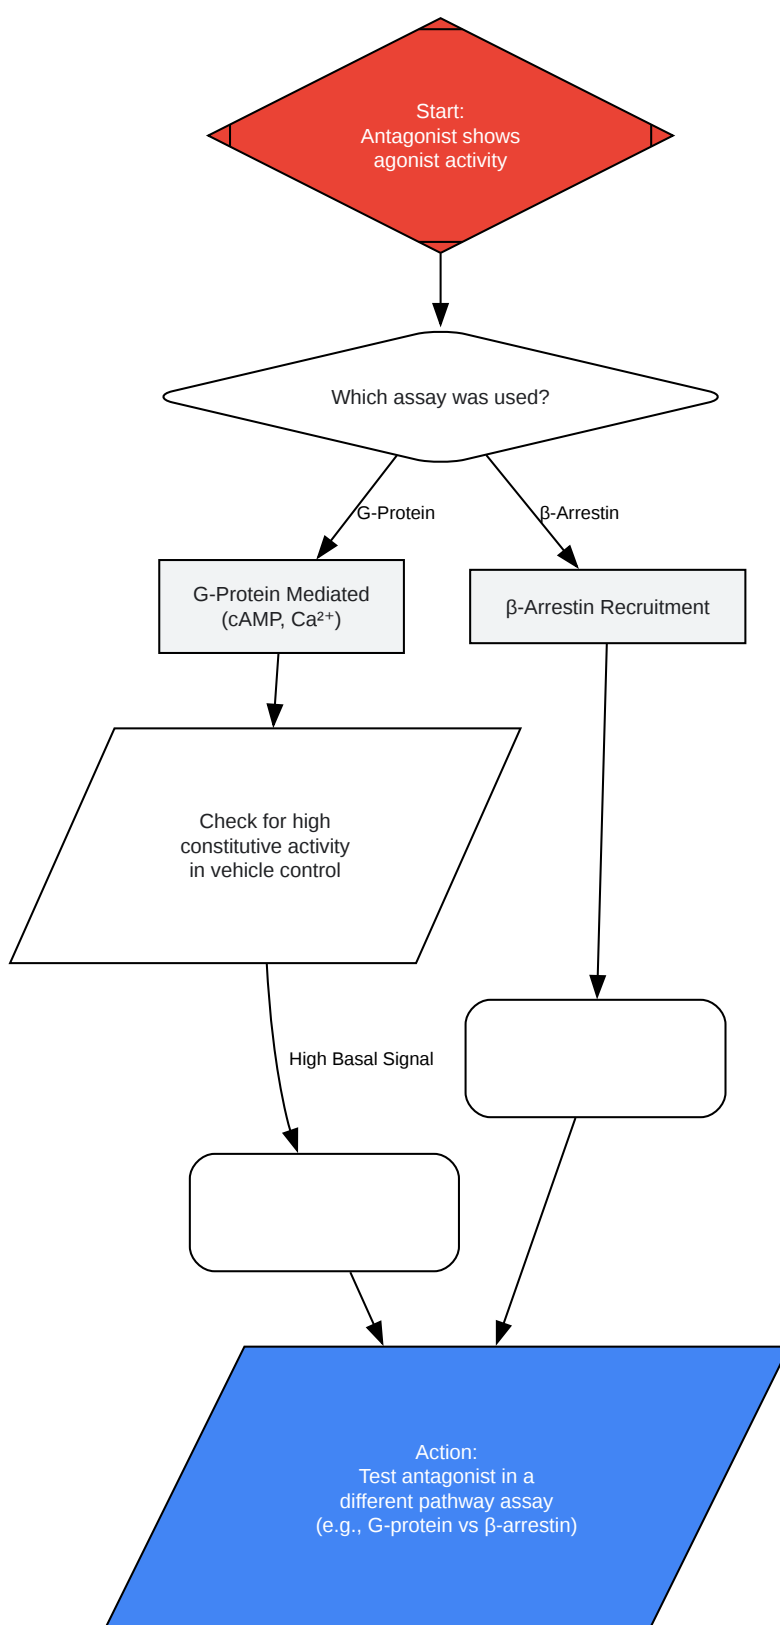 Start:
Antagonist shows
agonist activity
Which assay was used?
G-Protein
β-Arrestin
G-Protein Mediated
(cAMP, Ca²⁺)
β-Arrestin Recruitment
Check for high
constitutive activity
in vehicle control
High Basal Signal
Action:
Test antagonist in a
different pathway assay
(e.g., G-protein vs β-arrestin)